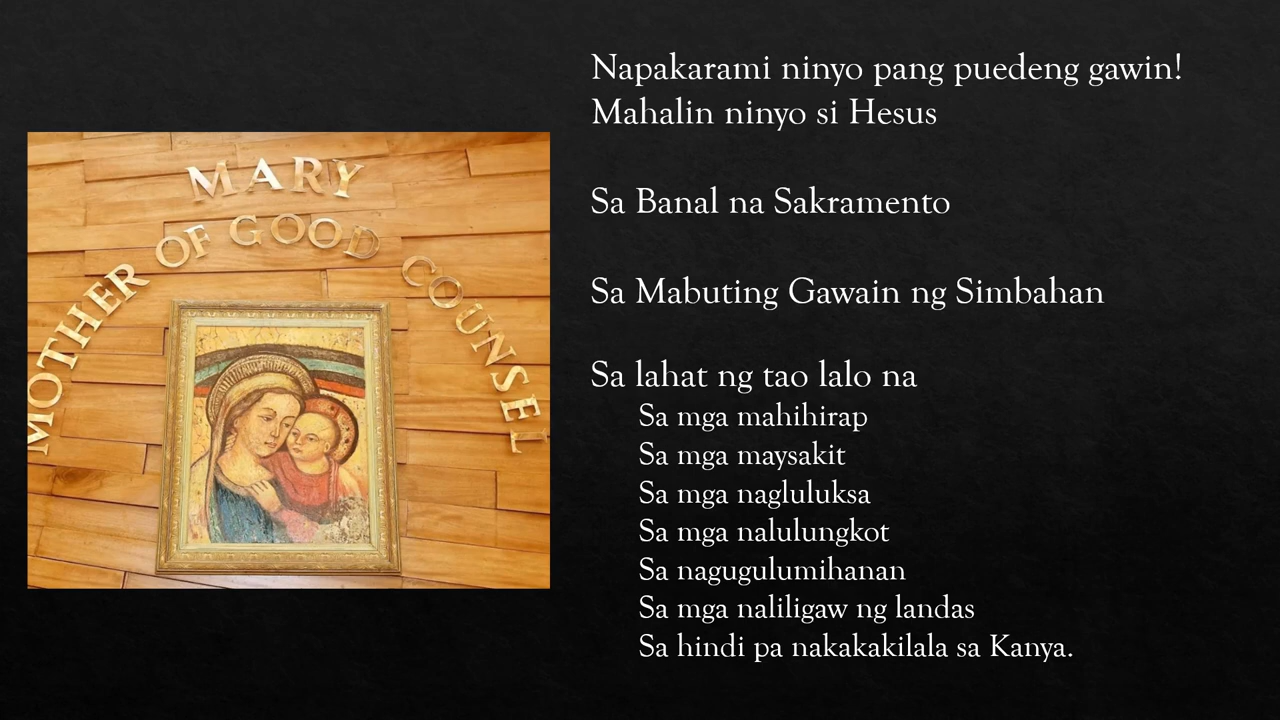 MARY
OF GOOD
MOTHER COUNSEL
Napakarami ninyo pang puedeng gawin!
Mahalin ninyo si Hesus
Sa Banal na Sakramento
Sa Mabuting Gawain ng Simbahan
Sa lahat ng tao lalo na
Sa mga mahihirap
Sa mga maysakit
Sa mga nagluluksa
Sa mga nalulungkot
Sa nagugulumihanan
Sa mga naliligaw ng landas
Sa hindi pa nakakakilala sa Kanya.